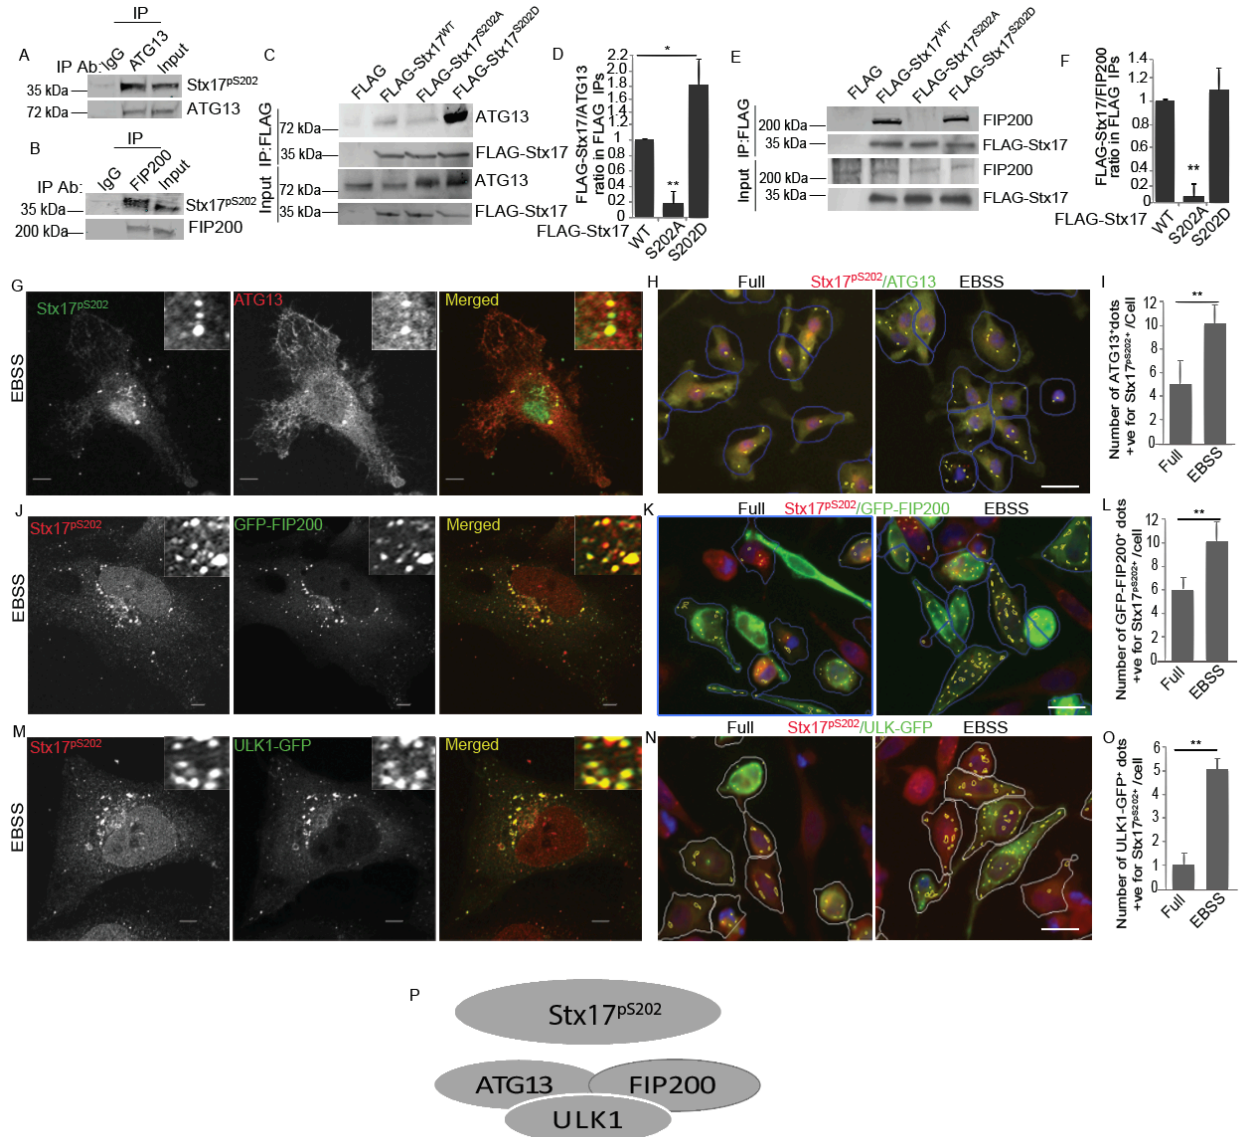 A
IP
IP Ab:
IgG
ATG13
Input
35 kDa
Stx17pS202
72 kDa
ATG13
B
IP
IP Ab:
IgG
FIP200
Input
35 kDa
Stx17pS202
200 kDa
FIP200
C
FLAG
FLAG-Stx17WT
FLAG-Stx17S202A
FLAG-Stx17S202D
IP:FLAG
72 kDa
ATG13
35 kDa
FLAG-Stx17
Input
72 kDa
ATG13
35 kDa
FLAG-Stx17
D
FLAG-Stx17/ATG13
ratio in FLAG IPs
2.2
2.0
1.8
1.6
1.4
1.2
1
0.8
0.6
0.4
0.2
0
*
**
FLAG-Stx17
WT
S202A
S202D
E
FLAG
FLAG-Stx17WT
FLAG-Stx17S202A
FLAG-Stx17S202D
IP:FLAG
200 kDa
FIP200
35 kDa
FLAG-Stx17
Input
200 kDa
FIP200
35 kDa
FLAG-Stx17
F
FLAG-Stx17/FIP200
ratio in FLAG IPs
1.4
1.2
1
0.8
0.6
0.4
0.2
0
**
FLAG-Stx17
WT
S202A
S202D
G
EBSS
Stx17pS202
ATG13
Merged
H
Full
Stx17pS202/ATG13
EBSS
I
Number of ATG13+dots
+ve for Stx17pS202+ /Cell
12
10
8
6
4
2
0
**
Full
EBSS
J
EBSS
Stx17pS202
GFP-FIP200
Merged
K
Full
Stx17pS202/GFP-FIP200
EBSS
L
Number of GFP-FIP200+ dots
+ve for Stx17pS202+ /cell
12
10
8
6
4
2
0
**
Full
EBSS
M
EBSS
Stx17pS202
ULK1-GFP
Merged
N
Full
Stx17pS202/ULK-GFP
EBSS
O
Number of ULK1-GFP+ dots
+ve for Stx17pS202+ /cell
6
5
4
3
2
1
0
**
Full
EBSS
P
Stx17pS202
ATG13
FIP200
ULK1